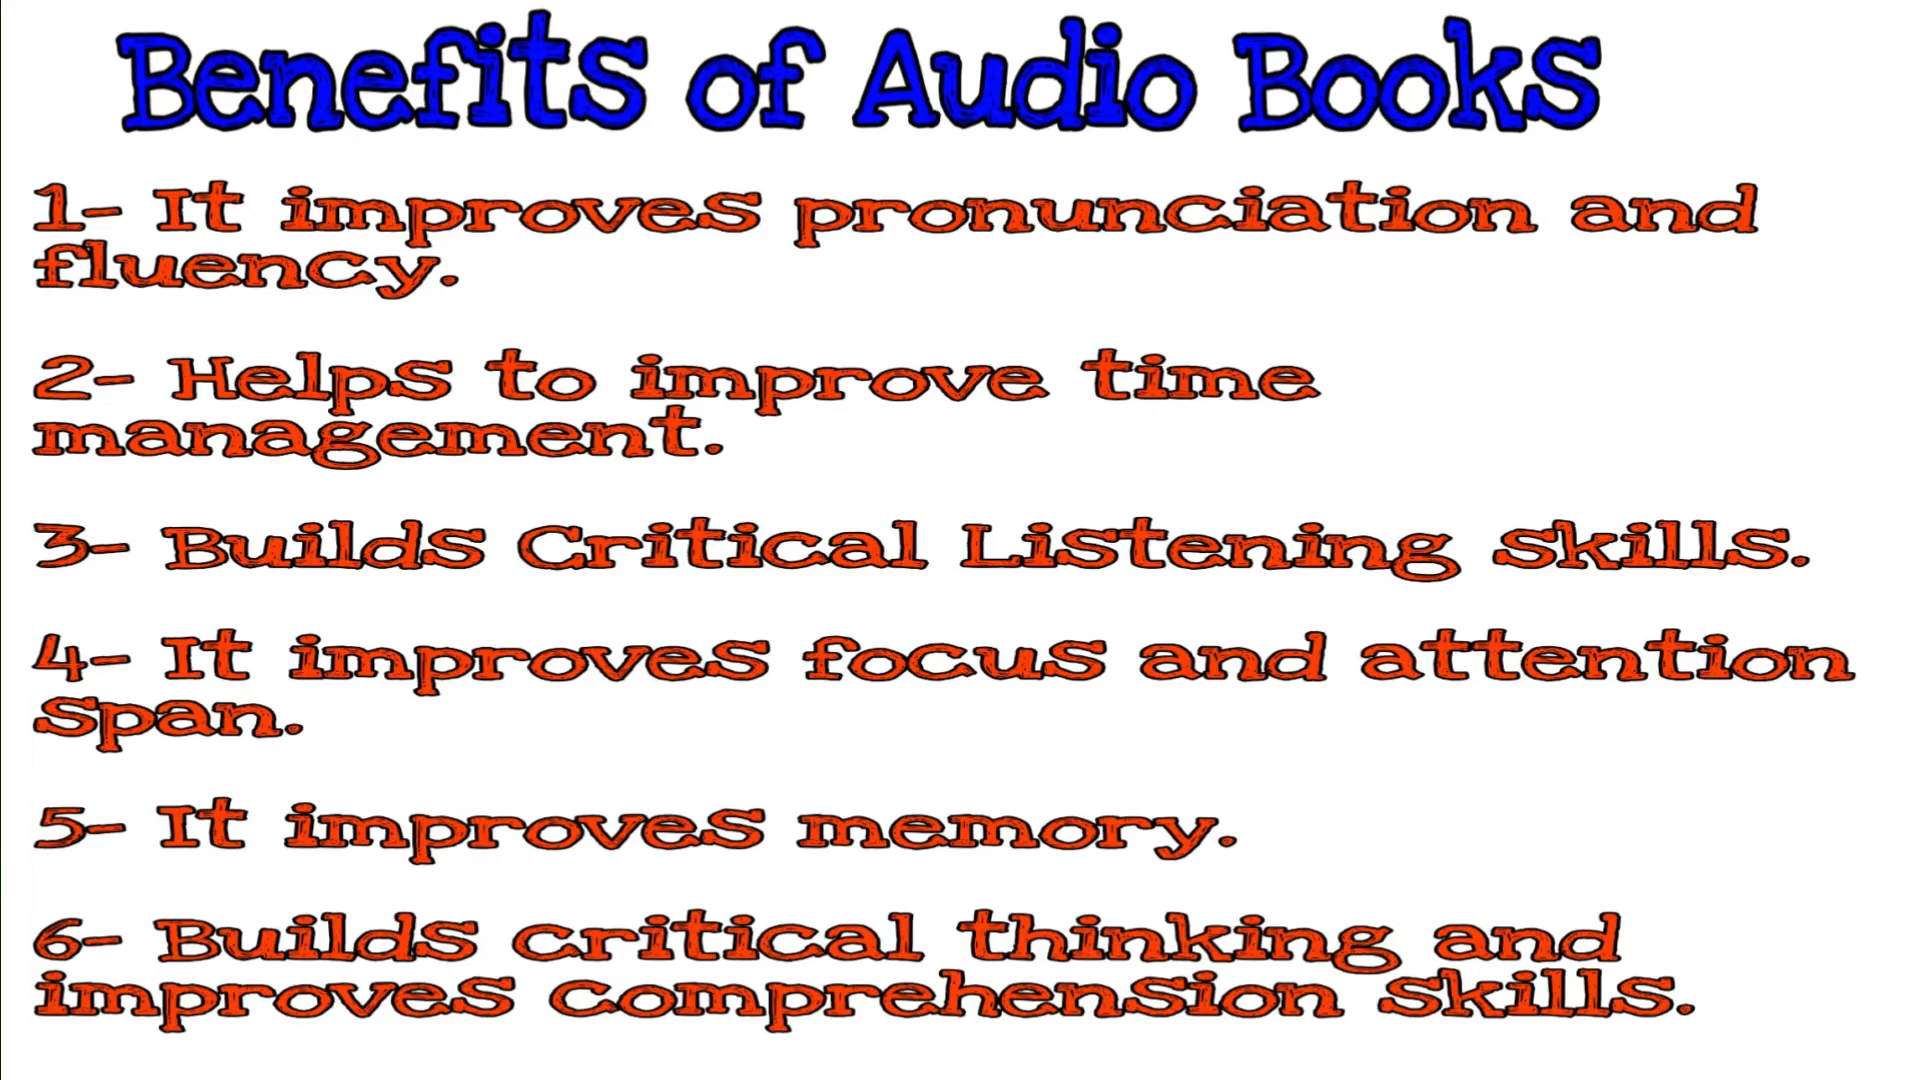 Benefits of Audio Books
1- It improves pronunciation and
fluency.
2- Helps to improve time
management.
3- Builds Critical Listening skills.
4- It improves focus and attention
span.
5- It improves memory.
6- Builds critical thinking and
improves comprehension skills.